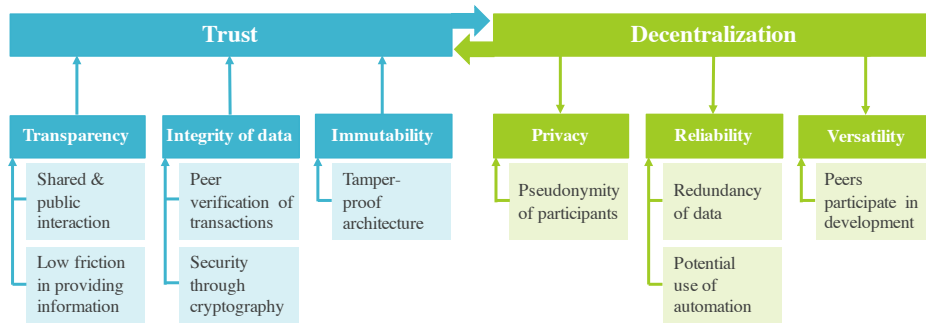 Trust
Decentralization
Transparency
Integrity of data
Immutability
Privacy
Reliability
Versatility
Shared &
public
interaction
Peer
verification of
transactions
Tamper-
proof
architecture
Pseudonymity
of participants
Redundancy
of data
Peers
participate in
development
Low friction
in providing
information
Security
through
cryptography
Potential
use of
automation